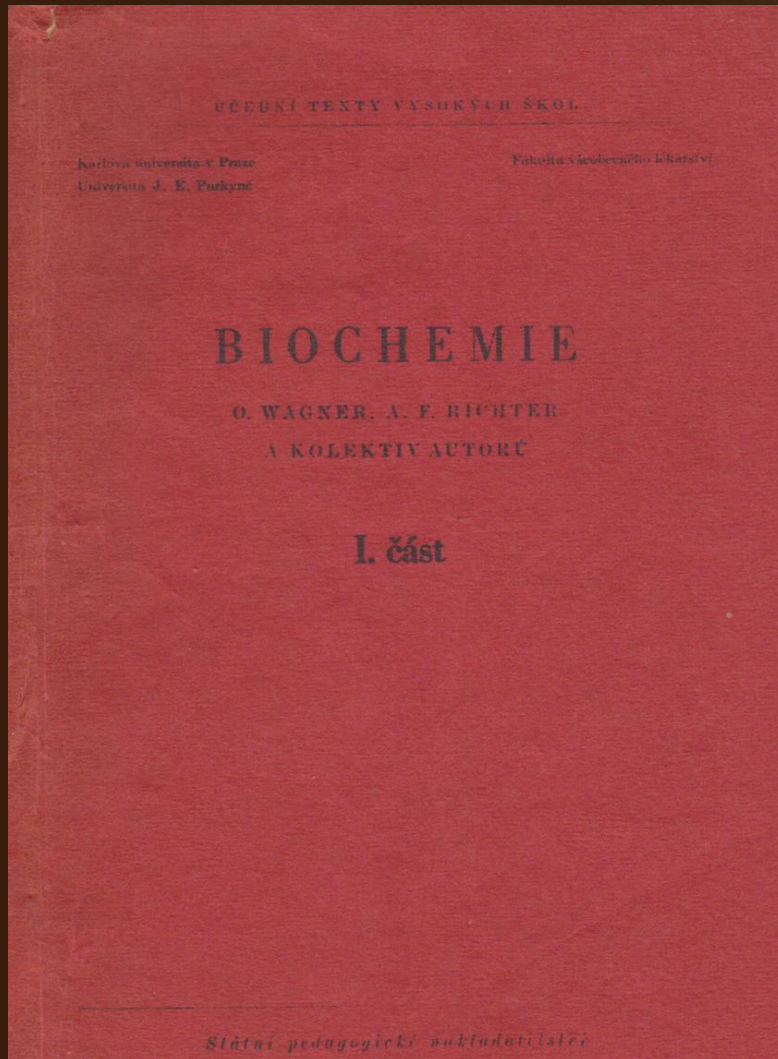 UČEBNÍ TEXTY VYSOKÝCH ŠKOL
Karlova universita v Praze
Fakulta všeobecného lékařství
Universita J. E. Purkyně
BIOCHEMIE
O. WAGNER, A. F. RICHTER
A KOLEKTIV AUTORŮ
I. část
Státní pedagogické nakladatelství